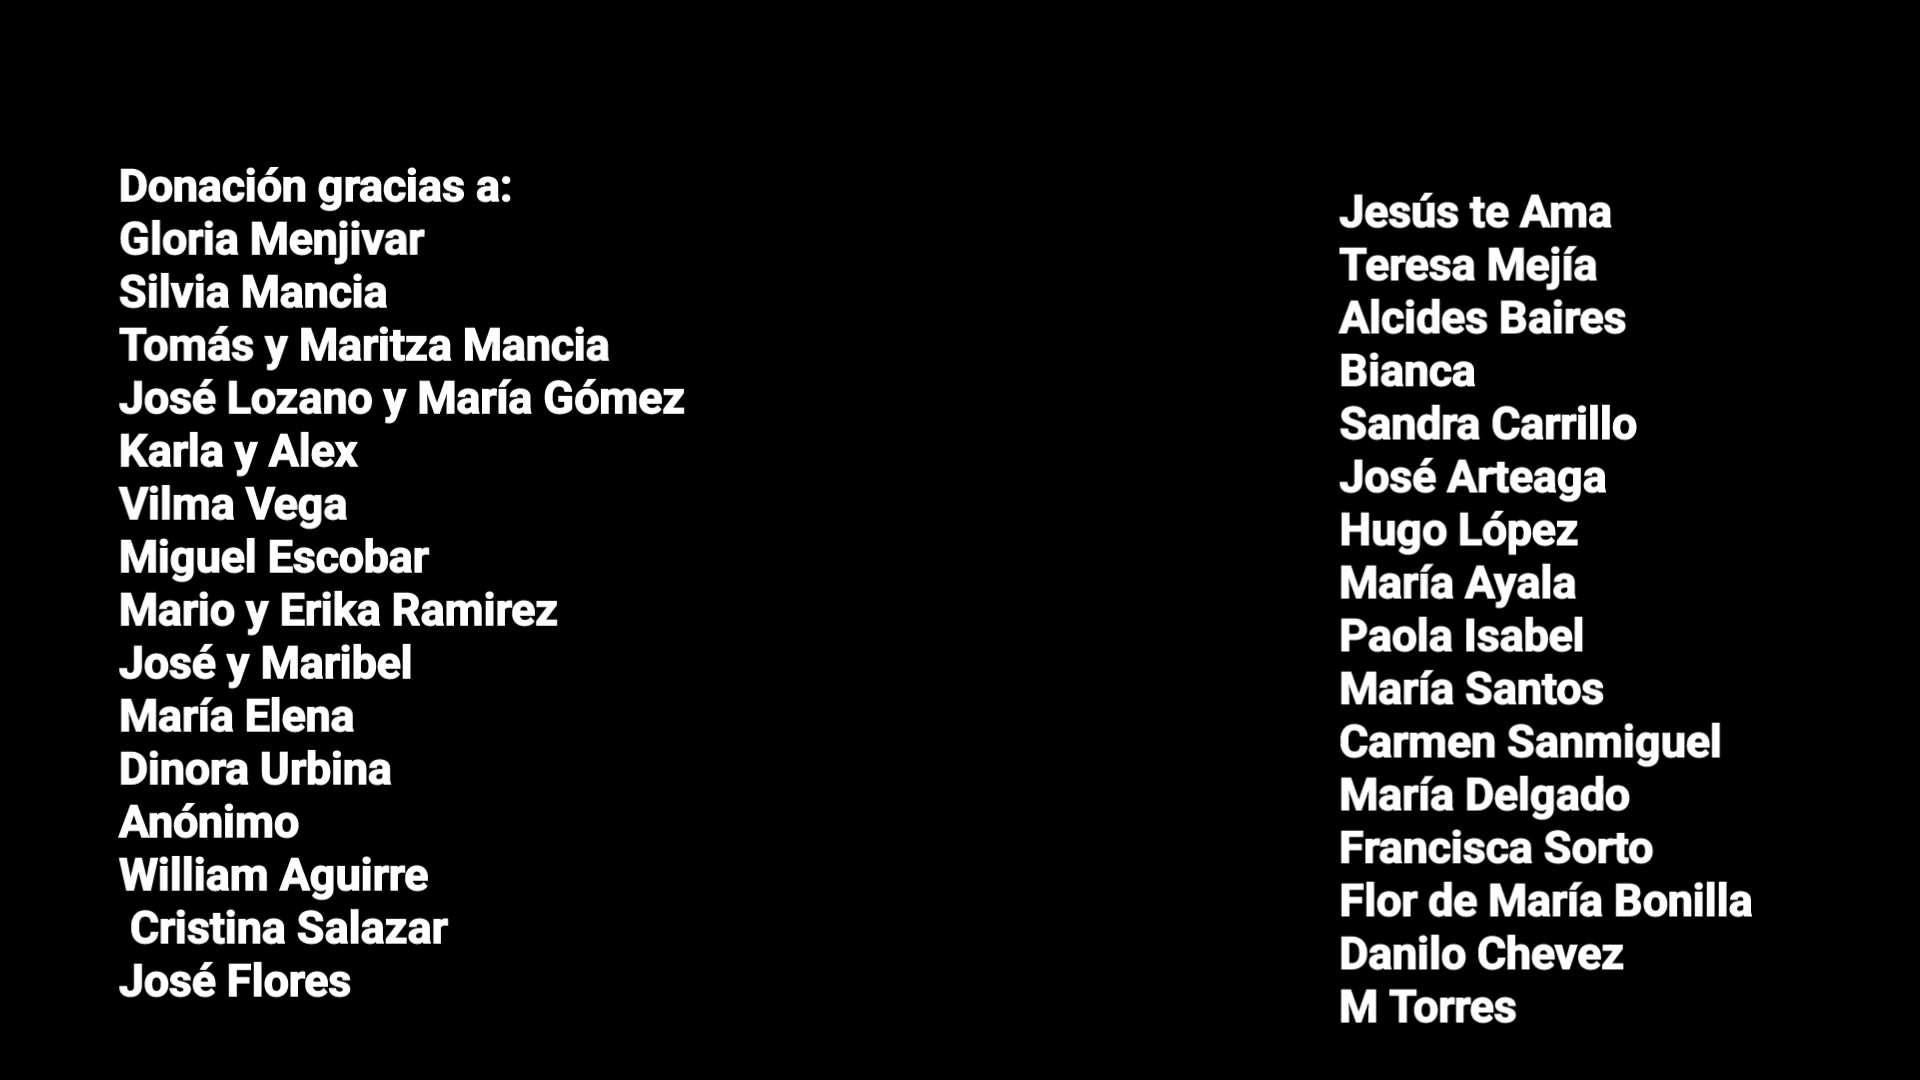 Donación gracias a:
Gloria Menjivar
Silvia Mancia
Tomás y Maritza Mancia
José Lozano y María Gómez
Karla y Alex
Vilma Vega
Miguel Escobar
Mario y Erika Ramirez
José y Maribel
María Elena
Dinora Urbina
Anónimo
William Aguirre
Cristina Salazar
José Flores
Jesús te Ama
Teresa Mejía
Alcides Baires
Bianca
Sandra Carrillo
José Arteaga
Hugo López
María Ayala
Paola Isabel
María Santos
Carmen Sanmiguel
María Delgado
Francisca Sorto
Flor de María Bonilla
Danilo Chevez
M Torres